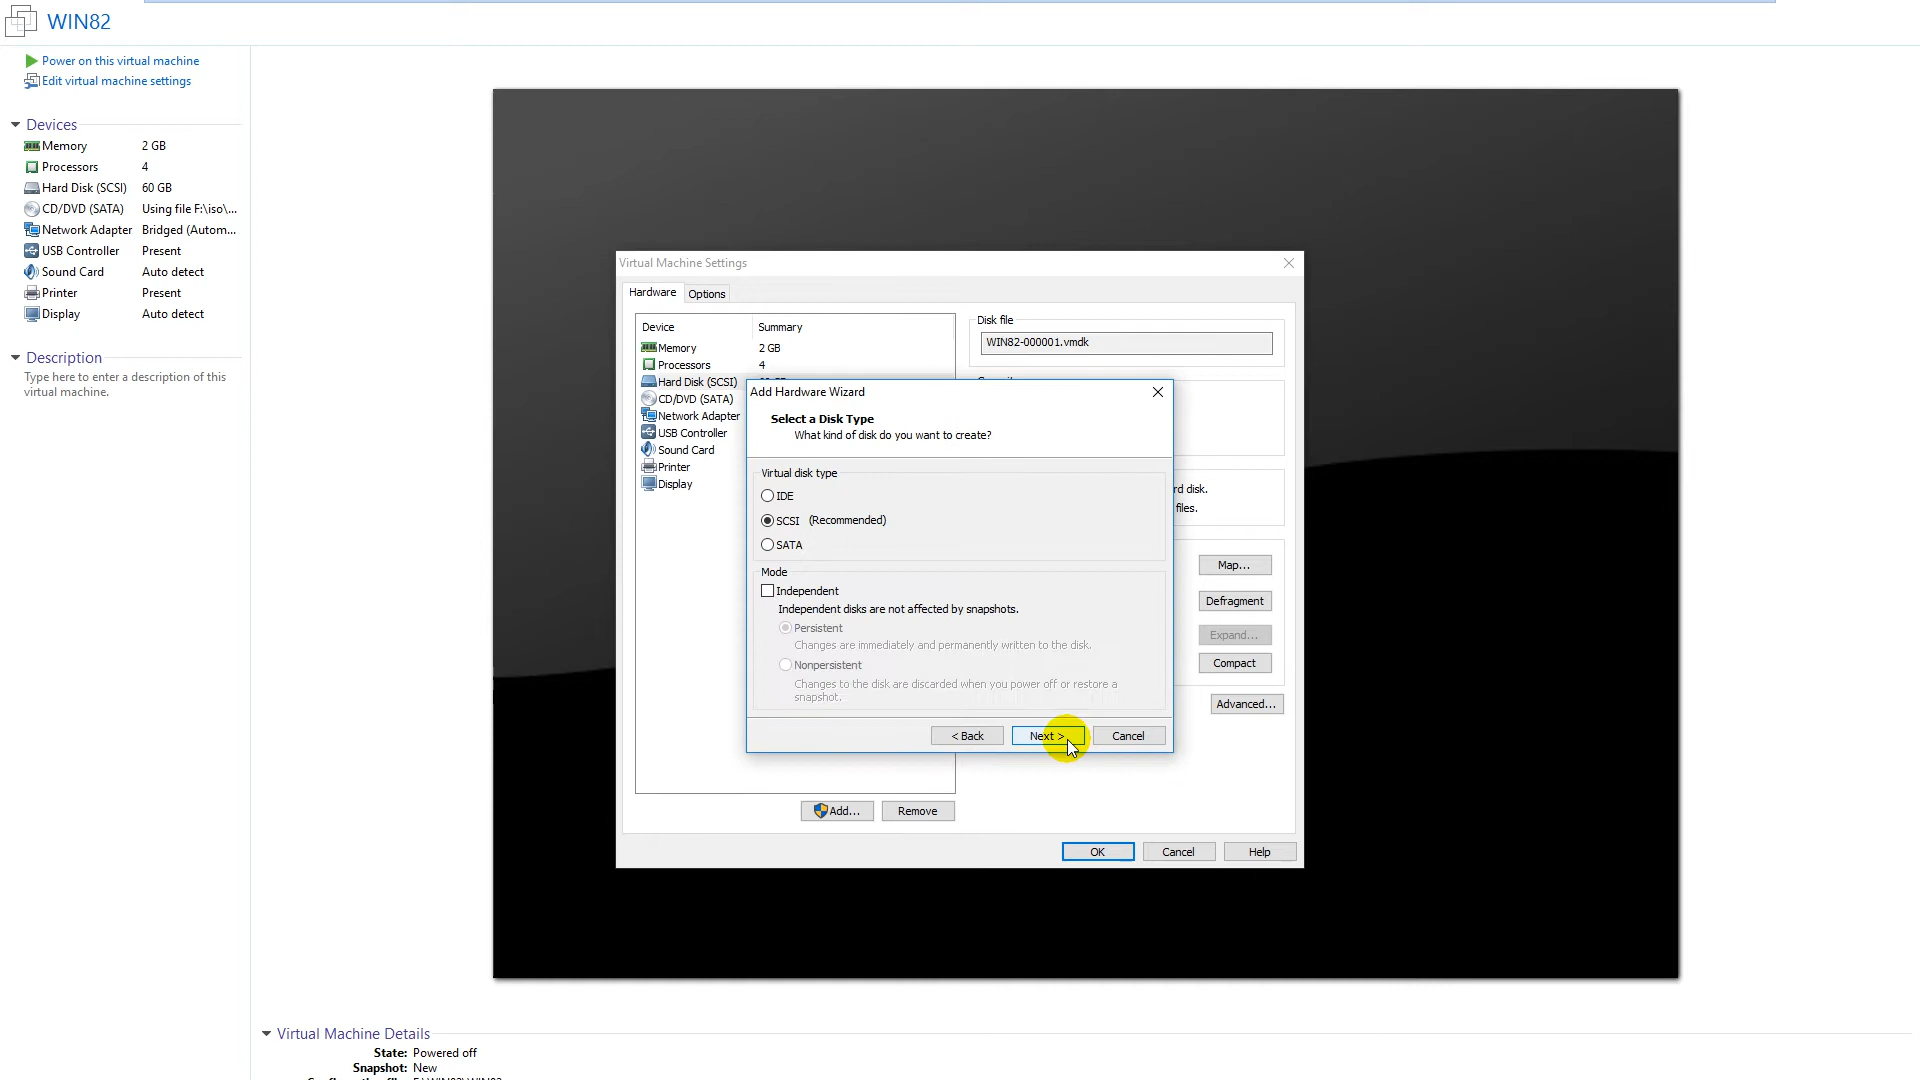 WIN82
Power on this virtual machine
Edit virtual machine settings
Devices
Memory 2 GB
Processors 4
Hard Disk (SCSI) 60 GB
CD/DVD (SATA) Using file F:\iso\...
Network Adapter Bridged (Autom...
USB Controller Present
Sound Card Auto detect
Printer Present
Display Auto detect
Description
Type here to enter a description of this
virtual machine.
Virtual Machine Settings
Hardware Options
Device Summary
Memory 2 GB
Processors 4
Hard Disk (SCSI)
CD/DVD (SATA)
Network Adapter
USB Controller
Sound Card
Printer
Display
Disk file
WIN82-000001.vmdk
Add Hardware Wizard
Select a Disk Type
What kind of disk do you want to create?
Virtual disk type
IDE
SCSI (Recommended)
SATA
Mode
Independent
Independent disks are not affected by snapshots.
Persistent
Changes are immediately and permanently written to the disk.
Nonpersistent
Changes to the disk are discarded when you power off or restore a
snapshot.
< Back Next > Cancel
rd disk.
files.
Map...
Defragment
Expand...
Compact
Advanced...
Add... Remove
OK Cancel Help
Virtual Machine Details
State: Powered off
Snapshot: New